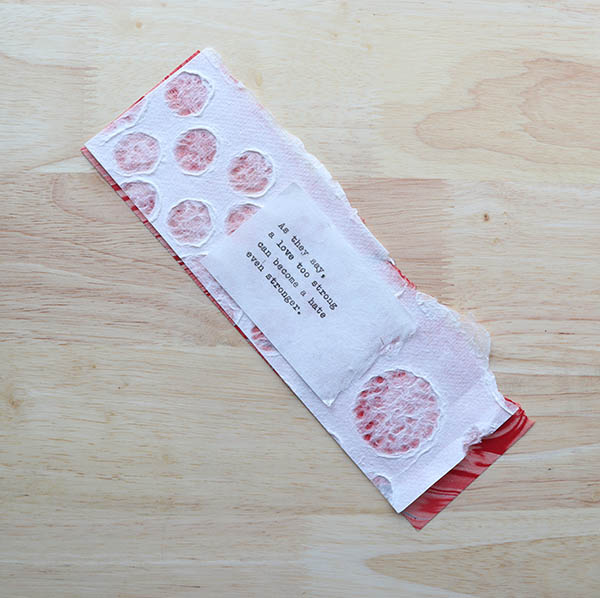 As they say,
a love too strong
can become a hate
even stronger.